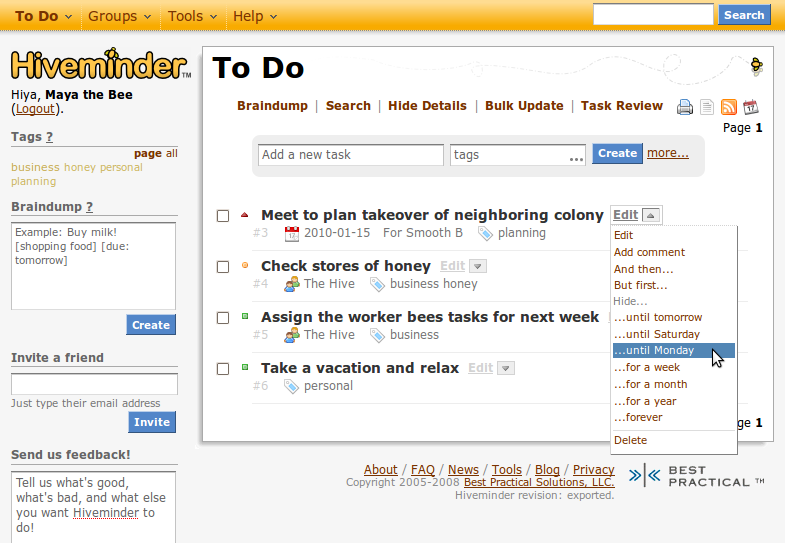 To Do Groups Tools Help Search
Hiveminder™
Hiya, Maya the Bee
(Logout).
Tags ?
page all
business honey personal
planning
Braindump ?
Example: Buy milk!
[shopping food] [due:
tomorrow]
Create
Invite a friend
Just type their email address
Invite
Send us feedback!
Tell us what's good,
what's bad, and what else
you want Hiveminder to
do!
To Do
Braindump | Search | Hide Details | Bulk Update | Task Review
Page 1
Add a new task tags ... Create more...
Meet to plan takeover of neighboring colony Edit
#3 12 2010-01-15 For Smooth B planning
Check stores of honey Edit
#4 The Hive business honey
Assign the worker bees tasks for next week
#5 The Hive business
Take a vacation and relax Edit
#6 personal
Edit
Add comment
And then...
But first...
Hide...
...until tomorrow
...until Saturday
...until Monday
...for a week
...for a month
...for a year
...forever
Delete
ge 1
About / FAQ / News / Tools / Blog / Privacy
Copyright 2005-2008 Best Practical Solutions, LLC.
Hiveminder revision: exported.
BEST
PRACTICAL™